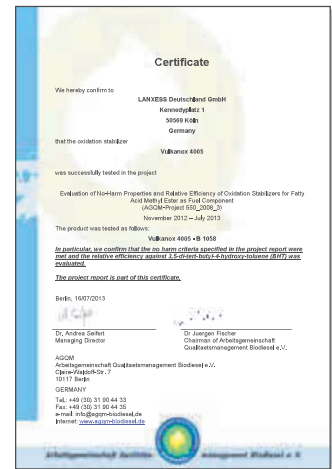 Certificate
We hereby confirm to
LANXESS Deutschland GmbH
Kennedyplatz 1
50569 Köln
Germany
that the oxidation stabilizer
Vulkanox 4005
was successfully tested in the project
Evaluation of No-Harm Properties and Relative Efficiency of Oxidation Stabilizers for Fatty
Acid Methyl Ester as Fuel Component
(AGQM-Project 550_2008_3)
November 2012 – July 2013
The product was tested as follows:
Vulkanox 4005 - B 1058
In particular, we confirm that the no harm criteria specified in the project report were
met and the relative efficiency against 3,5-di-tert-butyl-4-hydroxy-toluene (BHT) was
evaluated.
The project report is part of this certificate.
Berlin, 16/07/2013
Dr. Andrea Seifert
Managing Director
Dr Juergen Fischer
Chairman of Arbeitsgemeinschaft
Qualitaetsmanagement Biodiesel e.V.
AGQM
Arbeitsgemeinschaft Qualitaetsmanagement Biodiesel e.V.
Claire-Waldoff-Str. 7
10117 Berlin
GERMANY
Tel.: +49 (30) 31 90 44 33
Fax: +49 (30) 31 90 44 35
e-mail: info@agqm-biodiesel.de
Internet: www.agqm-biodiesel.de
Arbeitsgemeinschaft management Biodiesel e. V.